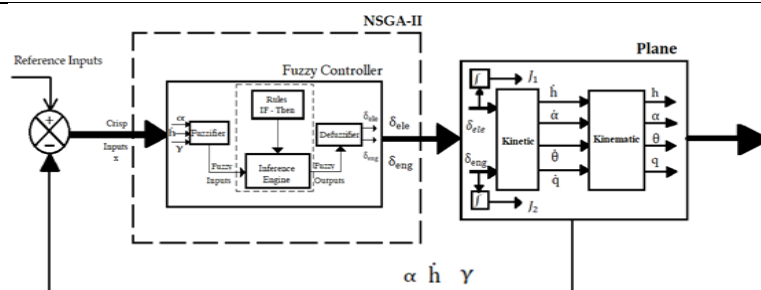 NSGA-II
Plane
Reference Inputs
Fuzzy Controller
+
−
Crisp
Inputs
x
α
ḣ
γ
Fuzzifier
Rules
IF - Then
Fuzzy
Inputs
Inference
Engine
Fuzzy
Outputs
Defuzzifier
δele
δeng
δele
δeng
∫
J1
δele
δeng
∫
J2
Kinetic
ḣ
α̇
θ̇
q̇
Kinematic
h
α
θ
q
α ḣ γ